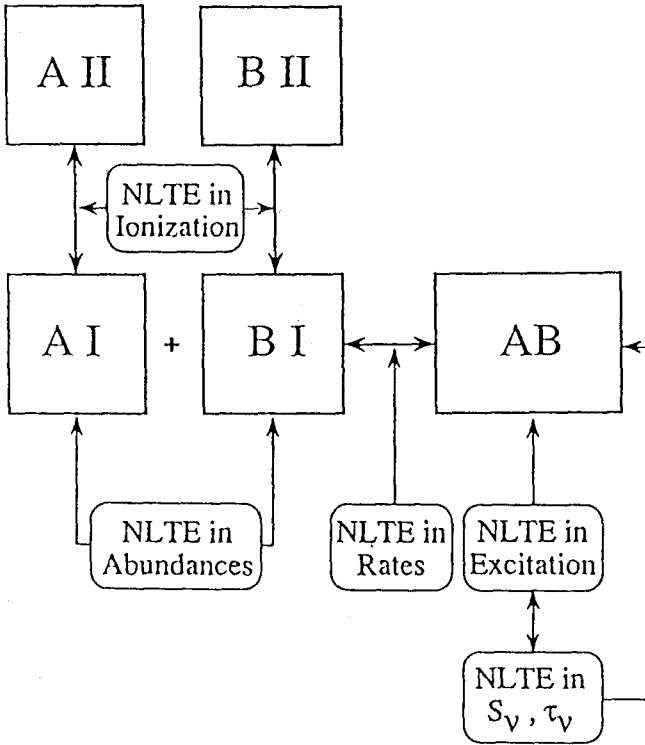 A II
B II
NLTE in
Ionization
A I + B I
AB
NLTE in
Abundances
NLTE in
Rates
NLTE in
Excitation
NLTE in
Sν , τν